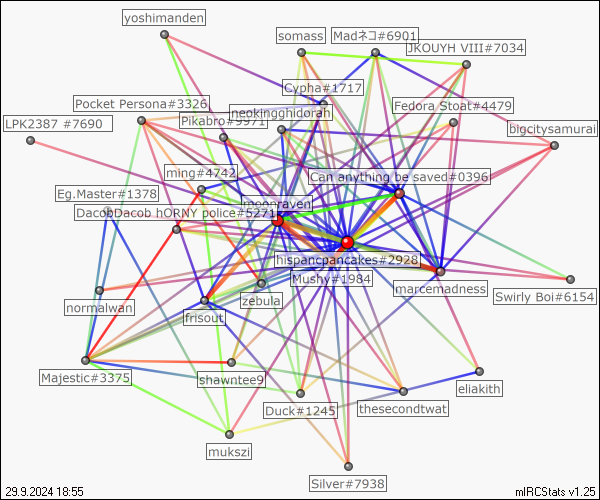 yoshimanden
somass
Madネコ#6901
JKOUYH VIII#7034
Cypha#1717
Pocket Persona#3326
neokingghidorah
Fedora Stoat#4479
LPK2387 #7690
Pikabro#9971
bigcitysamurai
ming#4742
Can anything be saved#0396
Eg.Master#1378
moonraven
DacobDacob hORNY police#5271
hispancpancakes#2928
Mushy#1984
marcemadness
Swirly Boi#6154
normalwan
zebula
frisout
Majestic#3375
shawntee9
eliakith
Duck#1245
thesecondtwat
mukszi
Silver#7938
29.9.2024 18:55
mIRCStats v1.25